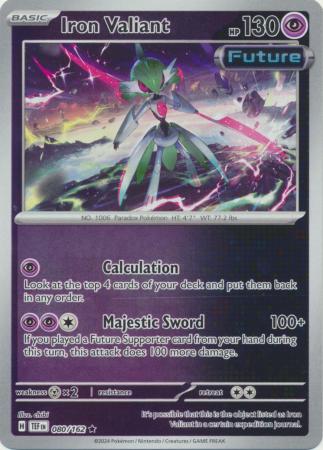 BASIC Iron Valiant HP 130
Future
NO. 1006 Paradox Pokémon HT: 4'7" WT: 77.2 lbs
Calculation
Look at the top 4 cards of your deck and put them back
in any order.
Majestic Sword 100+
If you played a Future Supporter card from your hand during
this turn, this attack does 100 more damage.
weakness ×2 resistance retreat
Illus. chibi
H TEF EN 080/162 ★
It's possible that this is the object listed as Iron
Valiant in a certain expedition journal.
©2024 Pokémon / Nintendo / Creatures / GAME FREAK